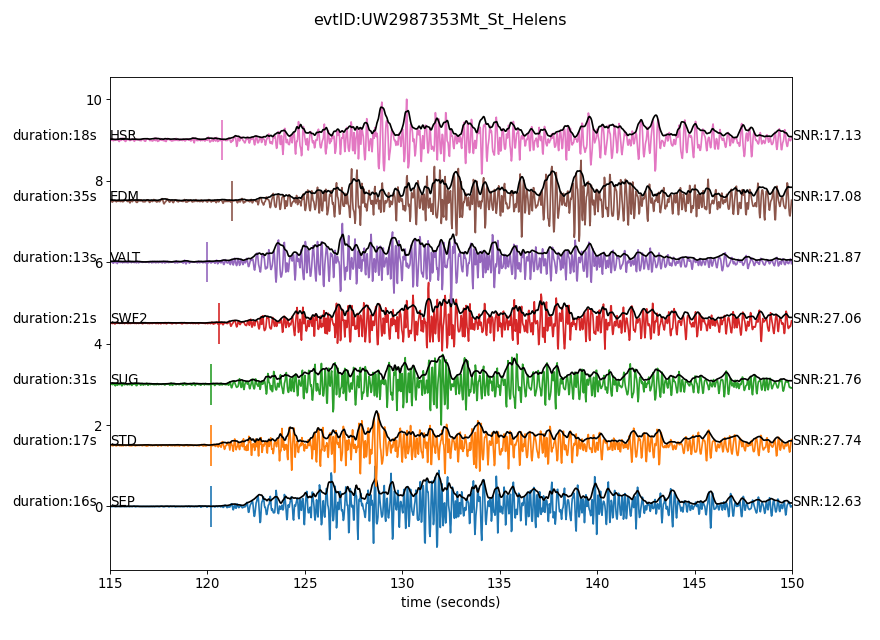 evtID:UW2987353Mt_St_Helens
10
duration:18s HSR SNR:17.13
8
duration:35s EDM SNR:17.08
duration:13s VALT SNR:21.87
6
duration:21s SWF2 SNR:27.06
4
duration:31s SUG SNR:21.76
2
duration:17s STD SNR:27.74
duration:16s SEP SNR:12.63
0
115 120 125 130 135 140 145 150
time (seconds)